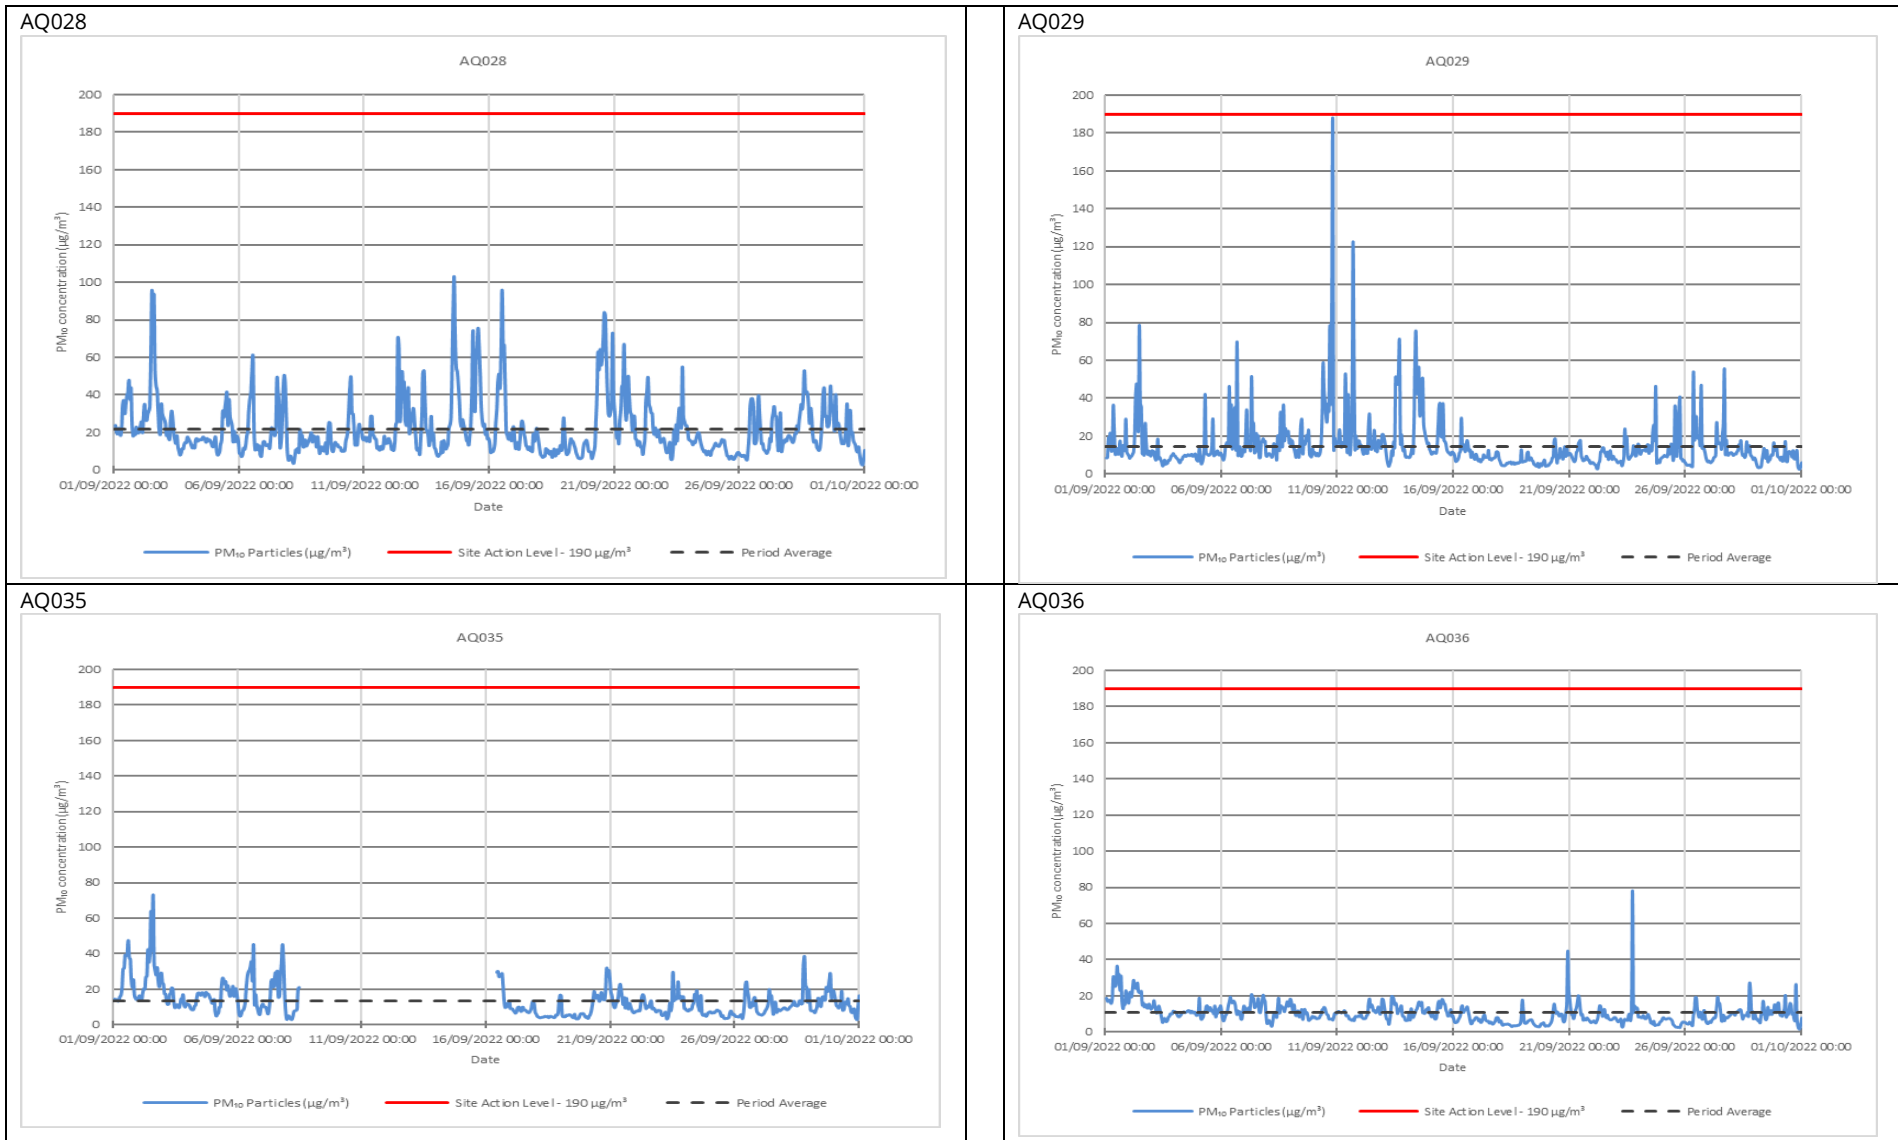 AQ028
AQ028
200
180
160
140
120
100
80
60
40
20
0
PM₁₀ concentration (µg/m³)
01/09/2022 00:00 06/09/2022 00:00 11/09/2022 00:00 16/09/2022 00:00 21/09/2022 00:00 26/09/2022 00:00 01/10/2022 00:00
Date
PM₁₀ Particles (µg/m³) Site Action Level - 190 µg/m³ Period Average
AQ029
AQ029
200
180
160
140
120
100
80
60
40
20
0
PM₁₀ concentration (µg/m³)
01/09/2022 00:00 06/09/2022 00:00 11/09/2022 00:00 16/09/2022 00:00 21/09/2022 00:00 26/09/2022 00:00 01/10/2022 00:00
Date
PM₁₀ Particles (µg/m³) Site Action Level - 190 µg/m³ Period Average
AQ035
AQ035
200
180
160
140
120
100
80
60
40
20
0
PM₁₀ concentration (µg/m³)
01/09/2022 00:00 06/09/2022 00:00 11/09/2022 00:00 16/09/2022 00:00 21/09/2022 00:00 26/09/2022 00:00 01/10/2022 00:00
Date
PM₁₀ Particles (µg/m³) Site Action Level - 190 µg/m³ Period Average
AQ036
AQ036
200
180
160
140
120
100
80
60
40
20
0
PM₁₀ concentration (µg/m³)
01/09/2022 00:00 06/09/2022 00:00 11/09/2022 00:00 16/09/2022 00:00 21/09/2022 00:00 26/09/2022 00:00 01/10/2022 00:00
Date
PM₁₀ Particles (µg/m³) Site Action Level - 190 µg/m³ Period Average